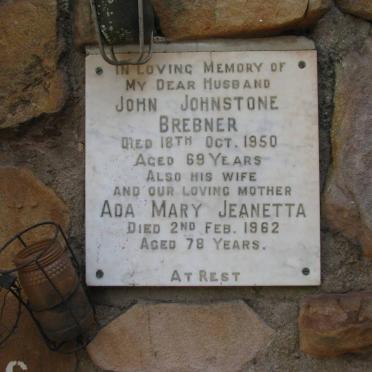 In Loving Memory of
My Dear Husband
John Johnstone
Brebner
Died 18th Oct. 1950
Aged 69 Years
Also his wife
and our loving mother
Ada Mary Jeanetta
Died 2nd Feb. 1962
Aged 78 Years.
At Rest